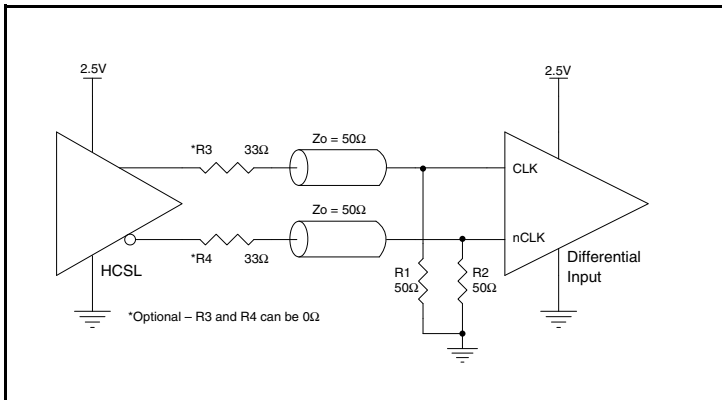 2.5V
2.5V
*R3
33Ω
Zo = 50Ω
CLK
Zo = 50Ω
nCLK
HCSL
*R4
33Ω
R1
50Ω
R2
50Ω
Differential
Input
*Optional – R3 and R4 can be 0Ω